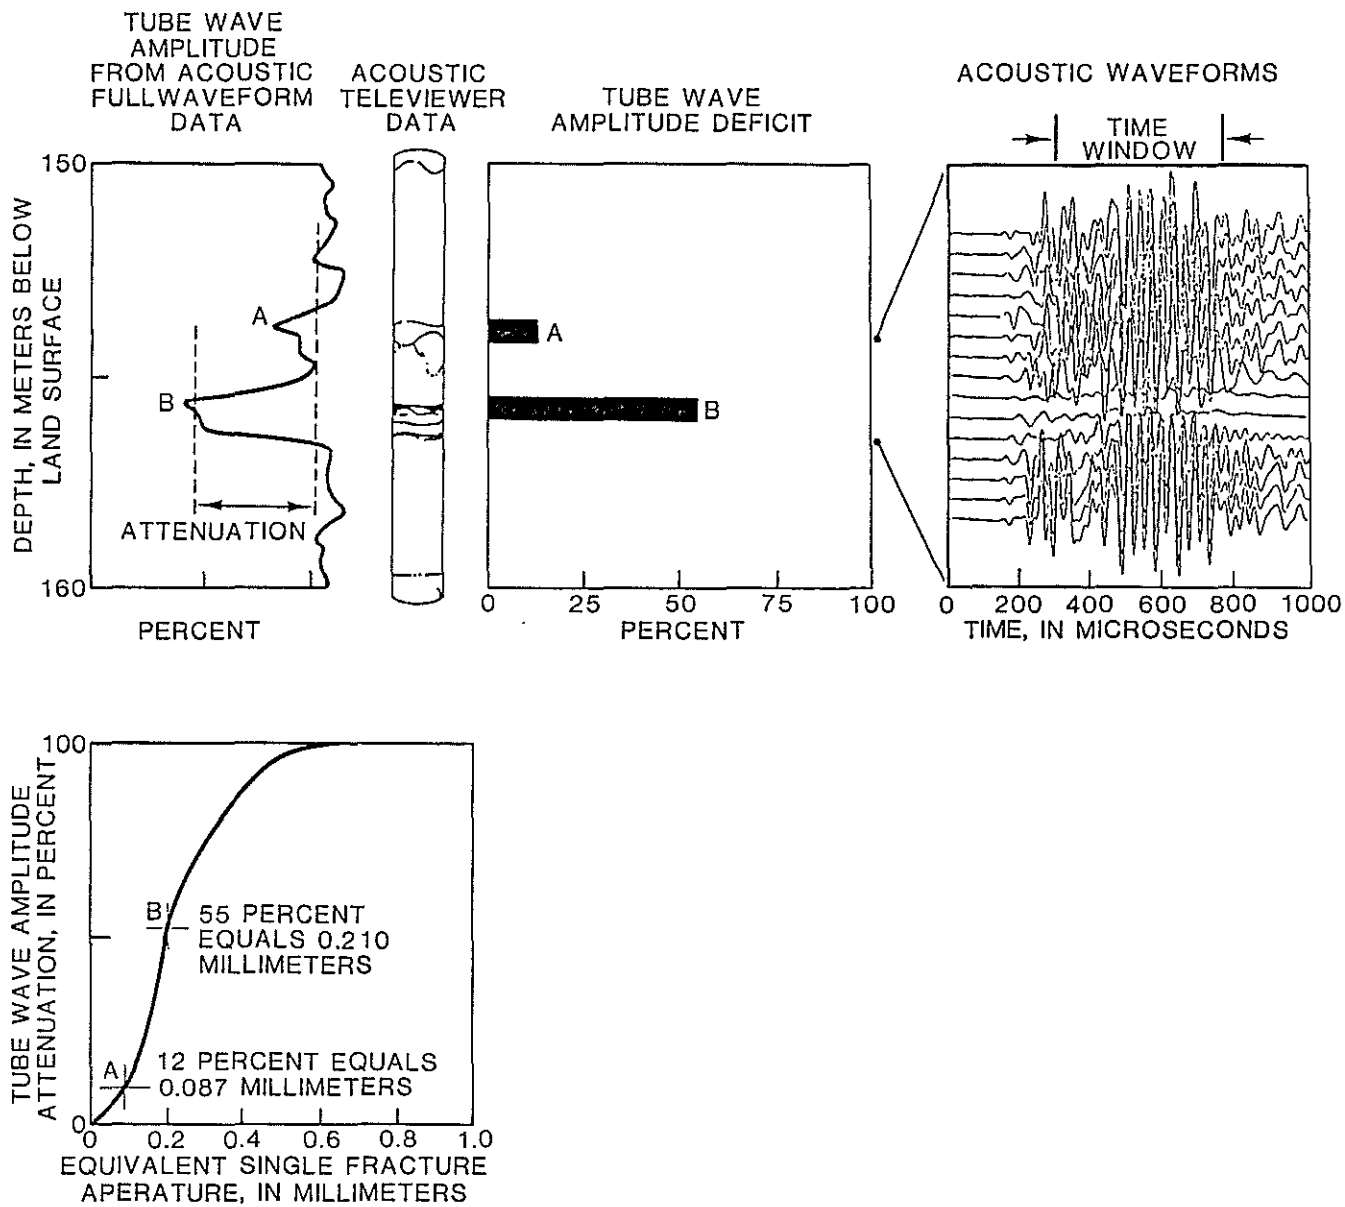 TUBE WAVE
AMPLITUDE
FROM ACOUSTIC
FULLWAVEFORM
DATA
ACOUSTIC
TELEVIEWER
DATA
TUBE WAVE
AMPLITUDE DEFICIT
ACOUSTIC WAVEFORMS
TIME
WINDOW
DEPTH, IN METERS BELOW
LAND SURFACE
150
160
A
B
ATTENUATION
PERCENT
A
B
0 25 50 75 100
PERCENT
0 200 400 600 800 1000
TIME, IN MICROSECONDS
TUBE WAVE AMPLITUDE
ATTENUATION, IN PERCENT
100
0
B
55 PERCENT
EQUALS 0.210
MILLIMETERS
A
12 PERCENT EQUALS
0.087 MILLIMETERS
0 0.2 0.4 0.6 0.8 1.0
EQUIVALENT SINGLE FRACTURE
APERATURE, IN MILLIMETERS